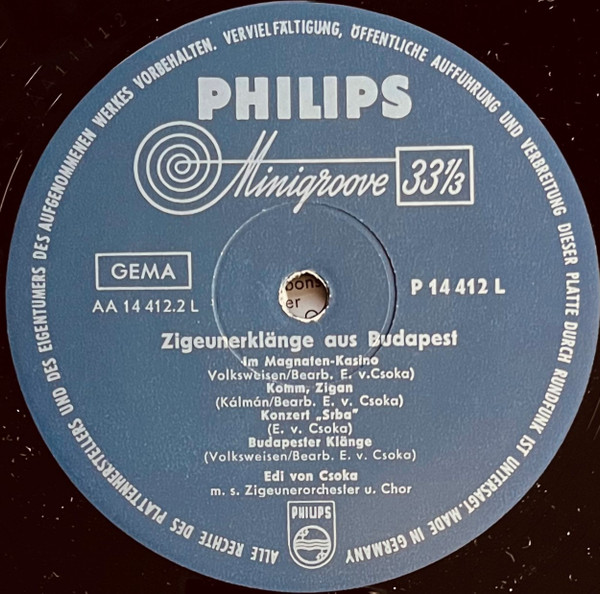 ALLE RECHTE DES PLATTENHERSTELLERS UND DES EIGENTUMERS DES AUFGENOMMENEN WERKES VORBEHALTEN. VERVIELFÄLTIGUNG, ÖFFENTLICHE AUFFÜHRUNG UND VERBREITUNG DIESER PLATTE DURCH RUNDFUNK IST UNTERSAGT. MADE IN GERMANY
PHILIPS
Minigroove 33⅓
GEMA
AA 14 412.2 L
P 14 412 L
Zigeunerklänge aus Budapest
Im Magnaten-Kasino
Volksweisen/Bearb. E. v.Csoka)
Komm, Zigan
(Kálmán/Bearb. E. v. Csoka)
Konzert „Srba"
(E. v. Csoka)
Budapester Klänge
(Volksweisen/Bearb. E. v. Csoka)
Edi von Csoka
m. s. Zigeunerorchester u. Chor
PHILIPS